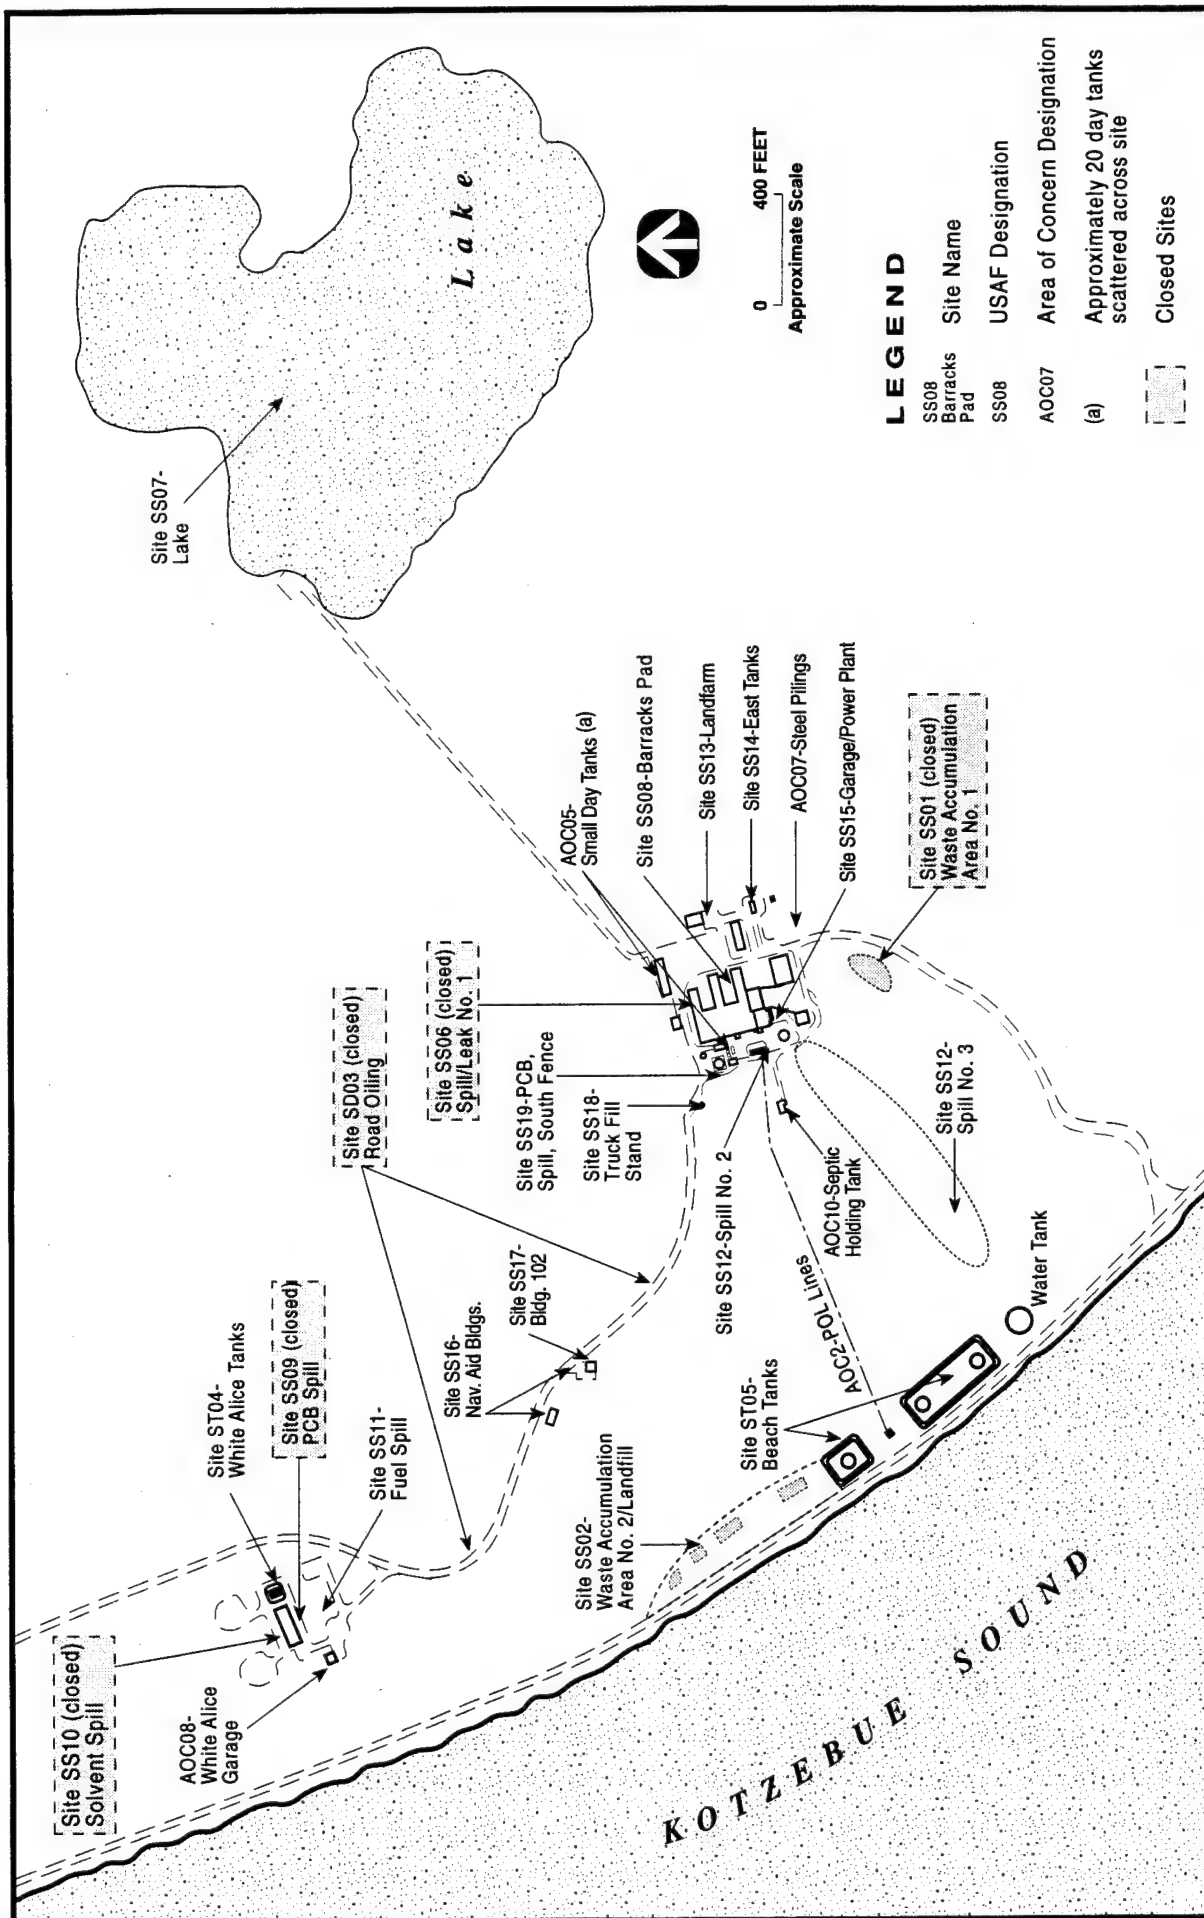 Site SS10 (closed)
Solvent Spill
AOC08-
White Alice
Garage
Site ST04-
White Alice Tanks
Site SS09 (closed)
PCB Spill
Site SS11-
Fuel Spill
Site SD03 (closed)
Road Oiling
Site SS06 (closed)
Spill/Leak No. 1
Site SS07-
Lake
Lake
Site SS16-
Nav. Aid Bldgs.
Site SS17-
Bldg. 102
Site SS19-PCB,
Spill, South Fence
Site SS18-
Truck Fill
Stand
AOC05-
Small Day Tanks (a)
Site SS08-Barracks Pad
Site SS13-Landfarm
Site SS14-East Tanks
AOC07-Steel Pilings
Site SS15-Garage/Power Plant
Site SS01 (closed)
Waste Accumulation
Area No. 1
Site SS02-
Waste Accumulation
Area No. 2/Landfill
Site ST05-
Beach Tanks
Site SS12-Spill No. 2
AOC2-POL Lines
AOC10-Septic
Holding Tank
Site SS12-
Spill No. 3
Water Tank
KOTZEBUE SOUND
0 400 FEET
Approximate Scale
LEGEND
SS08
Barracks
Pad
Site Name
SS08 USAF Designation
AOC07 Area of Concern Designation
(a) Approximately 20 day tanks
scattered across site
Closed Sites